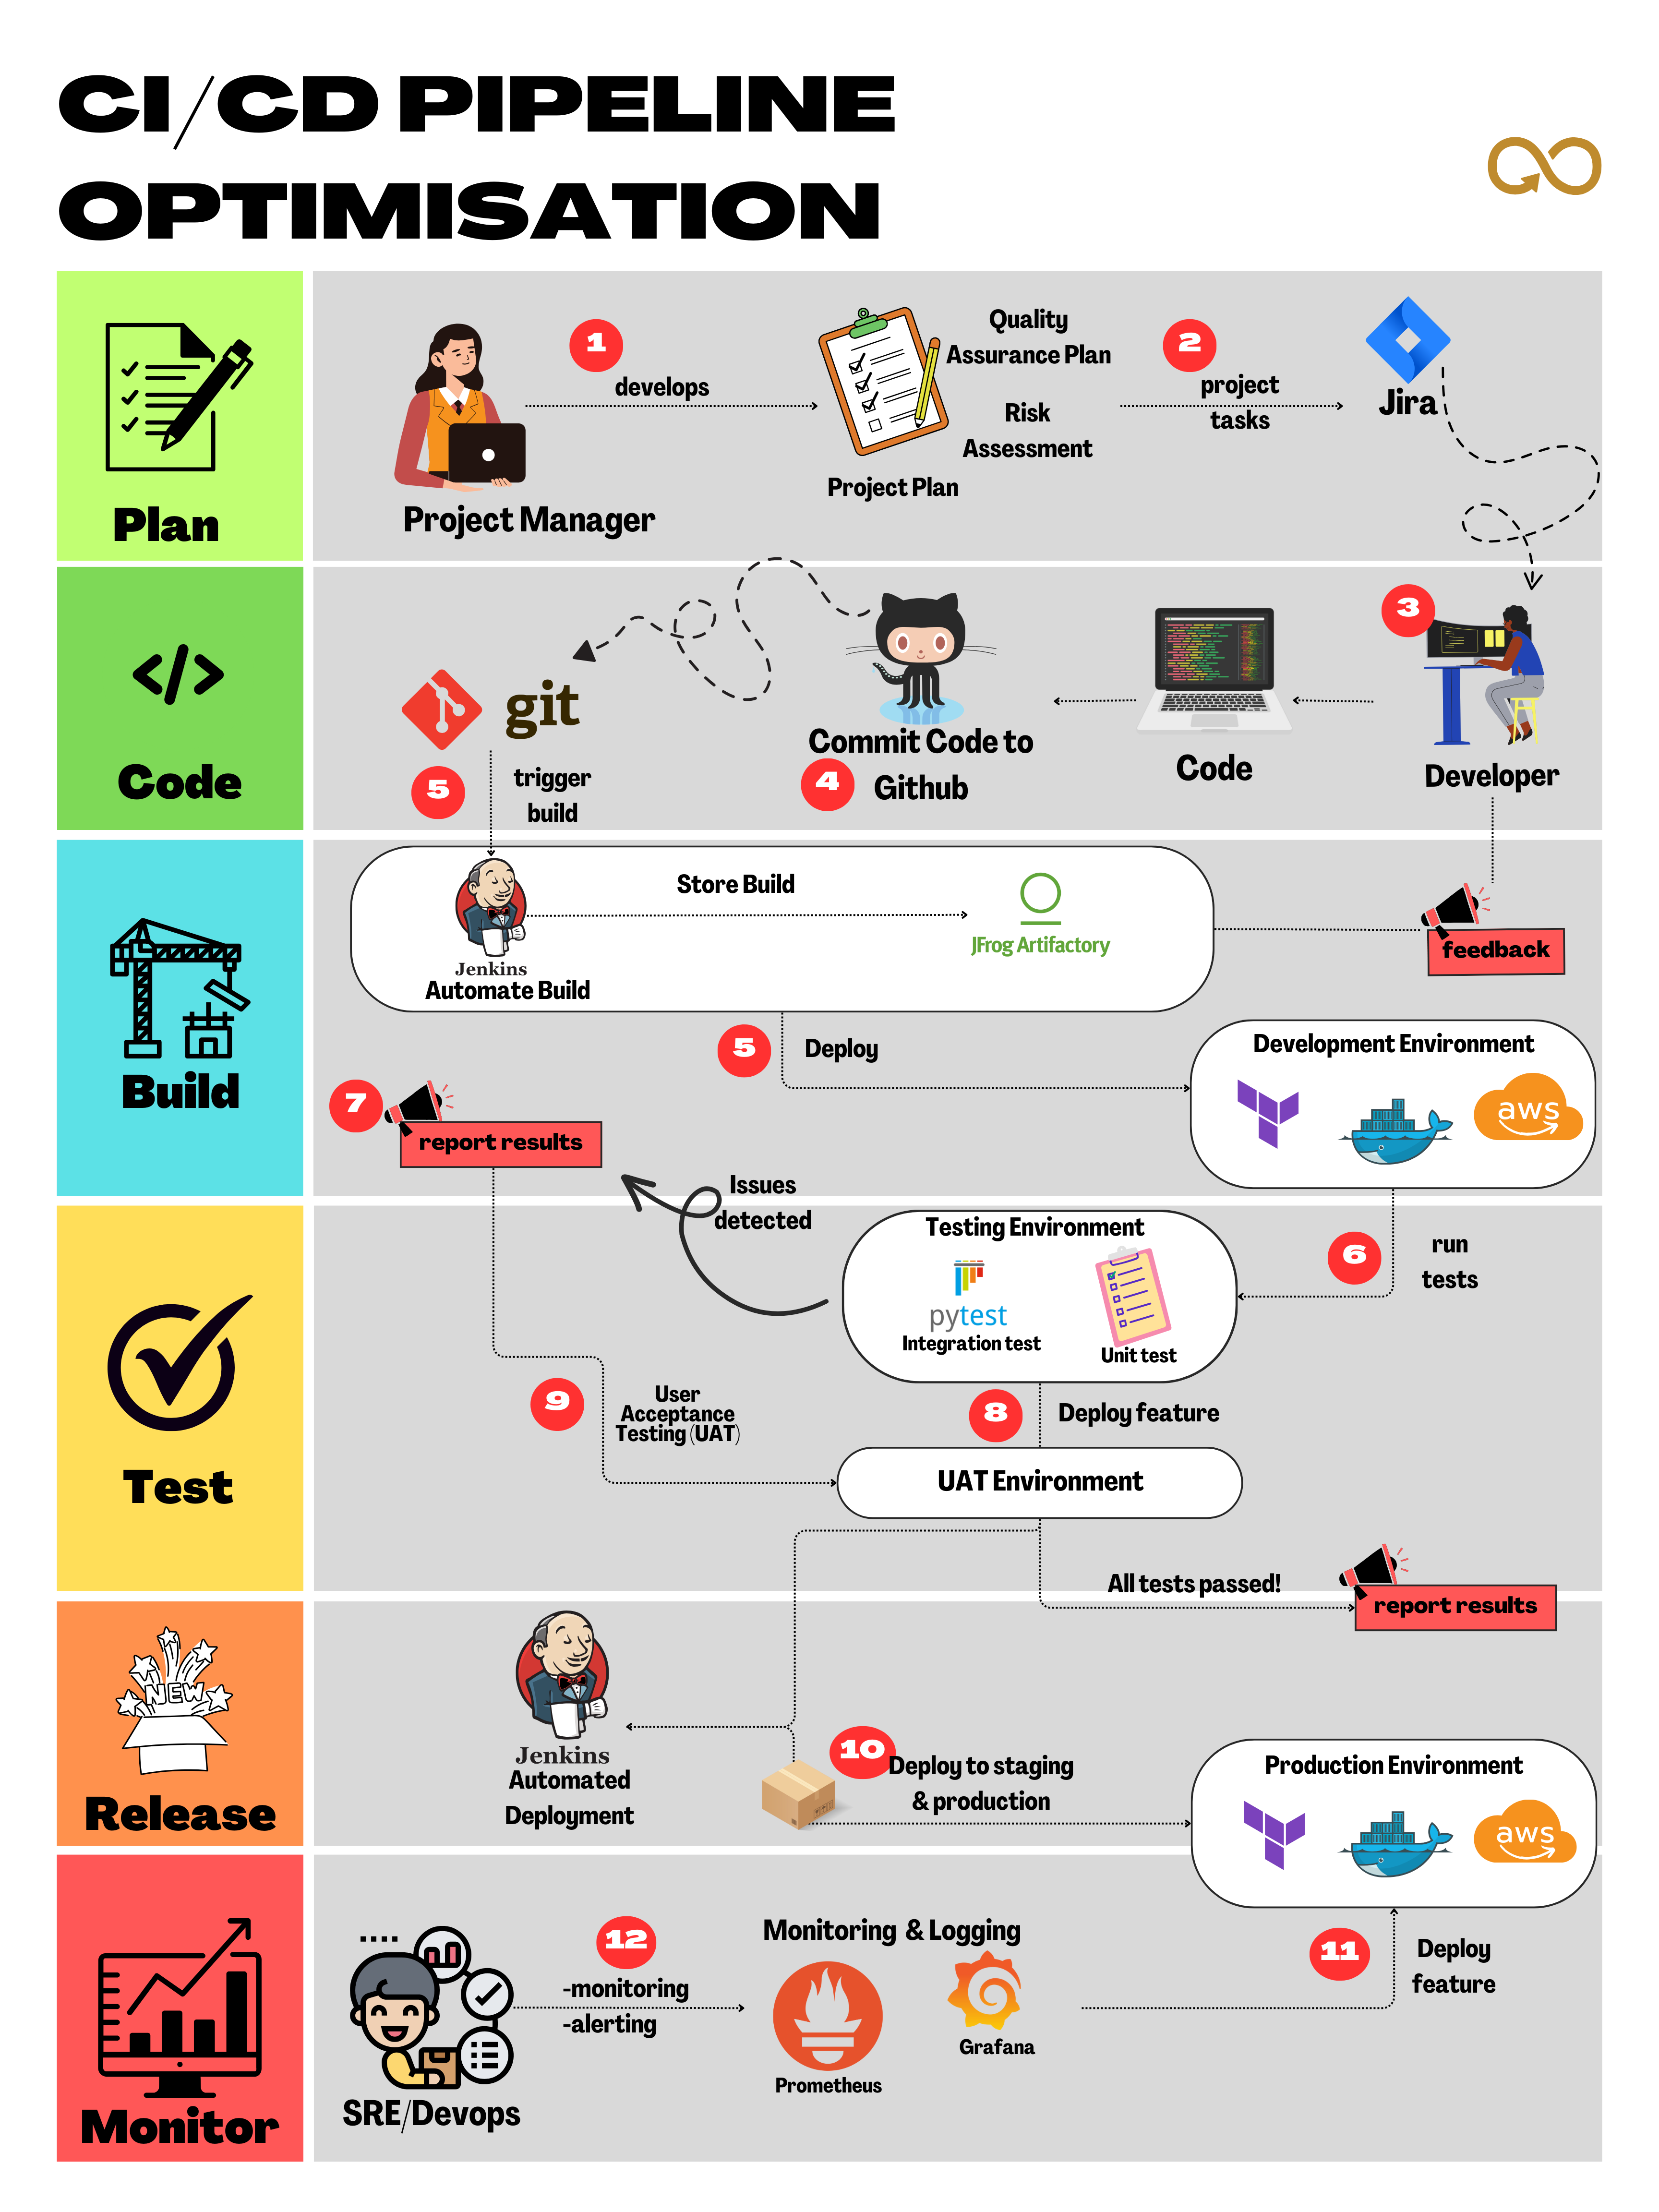 CI/CD PIPELINE
OPTIMISATION
Plan
1
develops
Project Manager
Quality
Assurance Plan
Risk
Assessment
Project Plan
2
project
tasks
Jira
Code
git
5
trigger
build
Commit Code to
4
Github
Code
3
Developer
Build
Jenkins
Automate Build
Store Build
JFrog Artifactory
feedback
5
Deploy
Development Environment
aws
7
report results
Issues
detected
Test
Testing Environment
pytest
Integration test
Unit test
6
run
tests
9
User
Acceptance
Testing (UAT)
8
Deploy feature
UAT Environment
All tests passed!
report results
NEW
Release
Jenkins
Automated
Deployment
10
Deploy to staging
& production
Production Environment
aws
Monitor
SRE/Devops
12
-monitoring
-alerting
Monitoring & Logging
Prometheus
Grafana
11
Deploy
feature